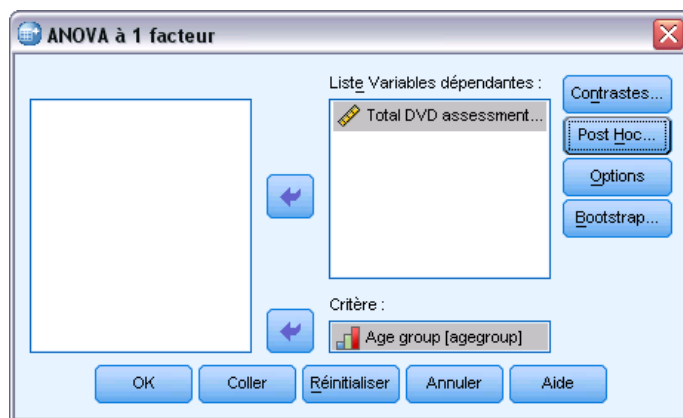 ANOVA à 1 facteur
Liste Variables dépendantes :
Total DVD assessment...
Contrastes...
Post Hoc...
Options
Bootstrap...
Critère :
Age group [agegroup]
OK Coller Réinitialiser Annuler Aide